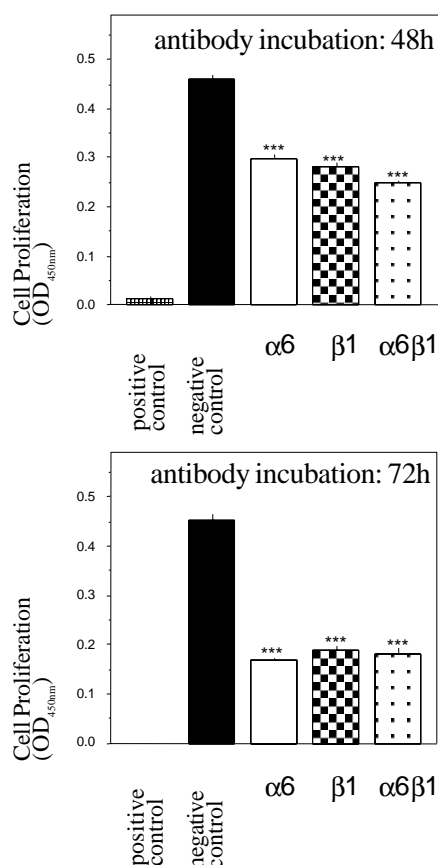 antibody incubation: 48h
Cell Proliferation
(OD450nm)
0.5
0.4
0.3
0.2
0.1
0.0
***
***
***
positive
control
negative
control
α6
β1
α6β1
antibody incubation: 72h
Cell Proliferation
(OD450nm)
0.5
0.4
0.3
0.2
0.1
0.0
***
***
***
positive
control
negative
control
α6
β1
α6β1